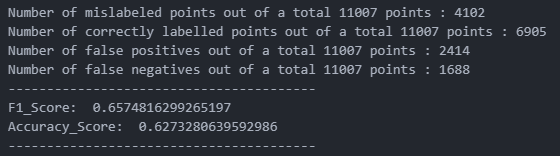 Number of mislabeled points out of a total 11007 points : 4102
Number of correctly labelled points out of a total 11007 points : 6905
Number of false positives out of a total 11007 points : 2414
Number of false negatives out of a total 11007 points : 1688
----------------------------------------
F1_Score:  0.6574816299265197
Accuracy_Score:  0.6273280639592986
----------------------------------------